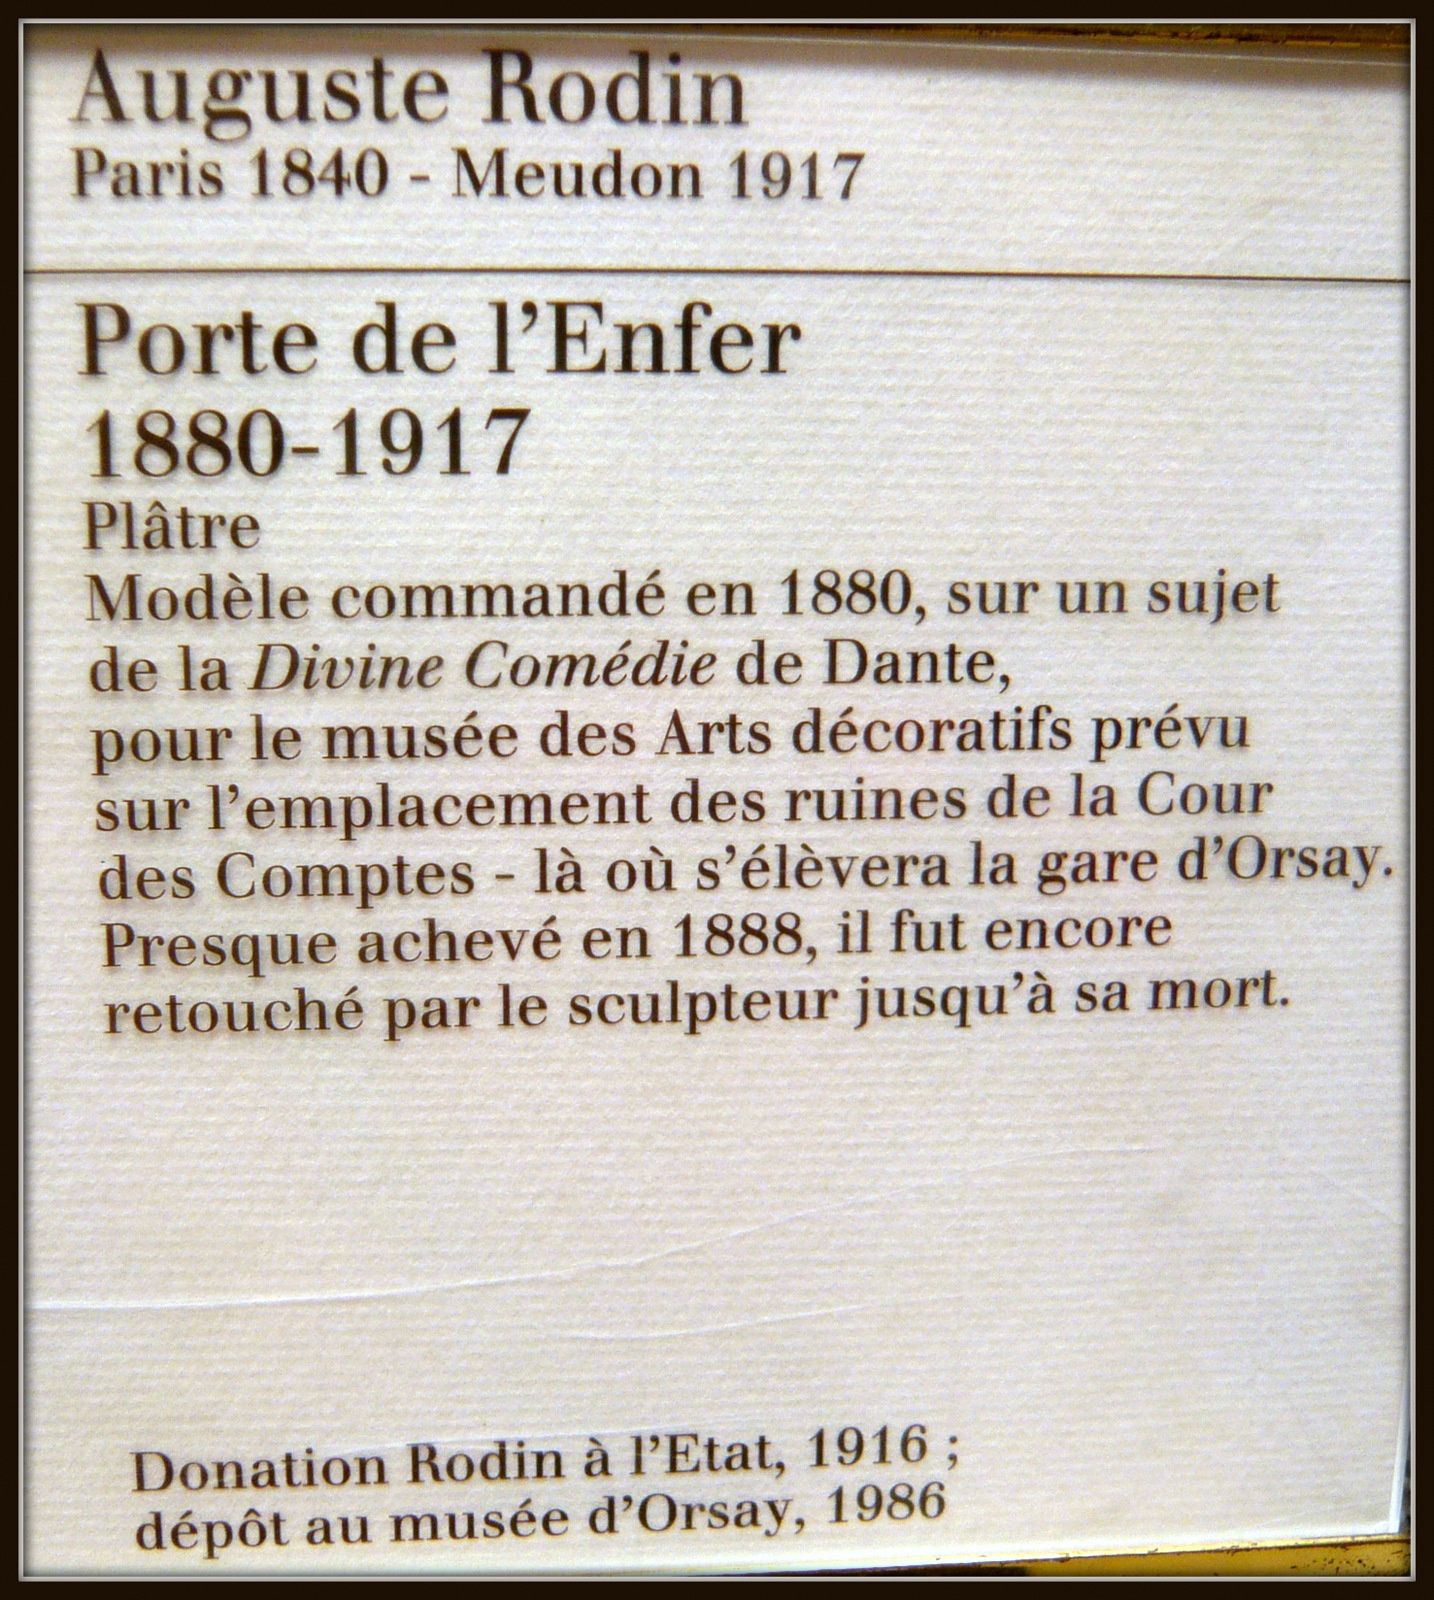 Auguste Rodin
Paris 1840 - Meudon 1917
Porte de l'Enfer
1880-1917
Plâtre
Modèle commandé en 1880, sur un sujet
de la Divine Comédie de Dante,
pour le musée des Arts décoratifs prévu
sur l'emplacement des ruines de la Cour
des Comptes - là où s'élèvera la gare d'Orsay.
Presque achevé en 1888, il fut encore
retouché par le sculpteur jusqu'à sa mort.
Donation Rodin à l'Etat, 1916 ;
dépôt au musée d'Orsay, 1986